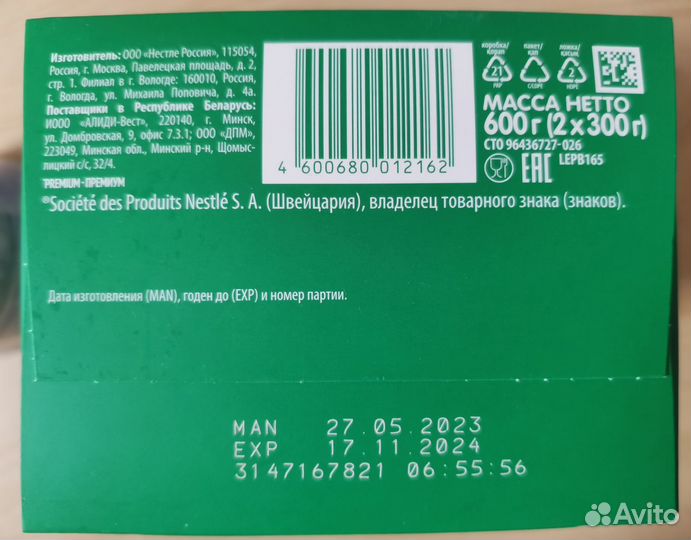 Изготовитель: ООО «Нестле Россия», 115054,
Россия, г. Москва, Павелецкая площадь, д. 2,
стр. 1. Филиал в г. Вологде: 160010, Россия,
г. Вологда, ул. Михаила Поповича, д. 4а.
Поставщики в Республике Беларусь:
ИООО «АЛИДИ-Вест», 220140, г. Минск,
ул. Домбровская, 9, офис 7.3.1; ООО «ДПМ»,
223049, Минская обл., Минский р-н, Щомыс-
лицкий с/с, 32/4.
PREMIUM-ПРЕМИУМ
4 600680 012162
коробка/ пакет/ ложка/
қорап қап қасық
21 2
PAP C/LDPE HDPE
МАССА НЕТТО
600 г (2 x 300 г)
СТО 96436727-026
LEPB165
EAC
®Société des Produits Nestlé S. A. (Швейцария), владелец товарного знака (знаков).
Дата изготовления (MAN), годен до (EXP) и номер партии.
MAN 27.05.2023
EXP 17.11.2024
3147167821 06:55:56
Avito